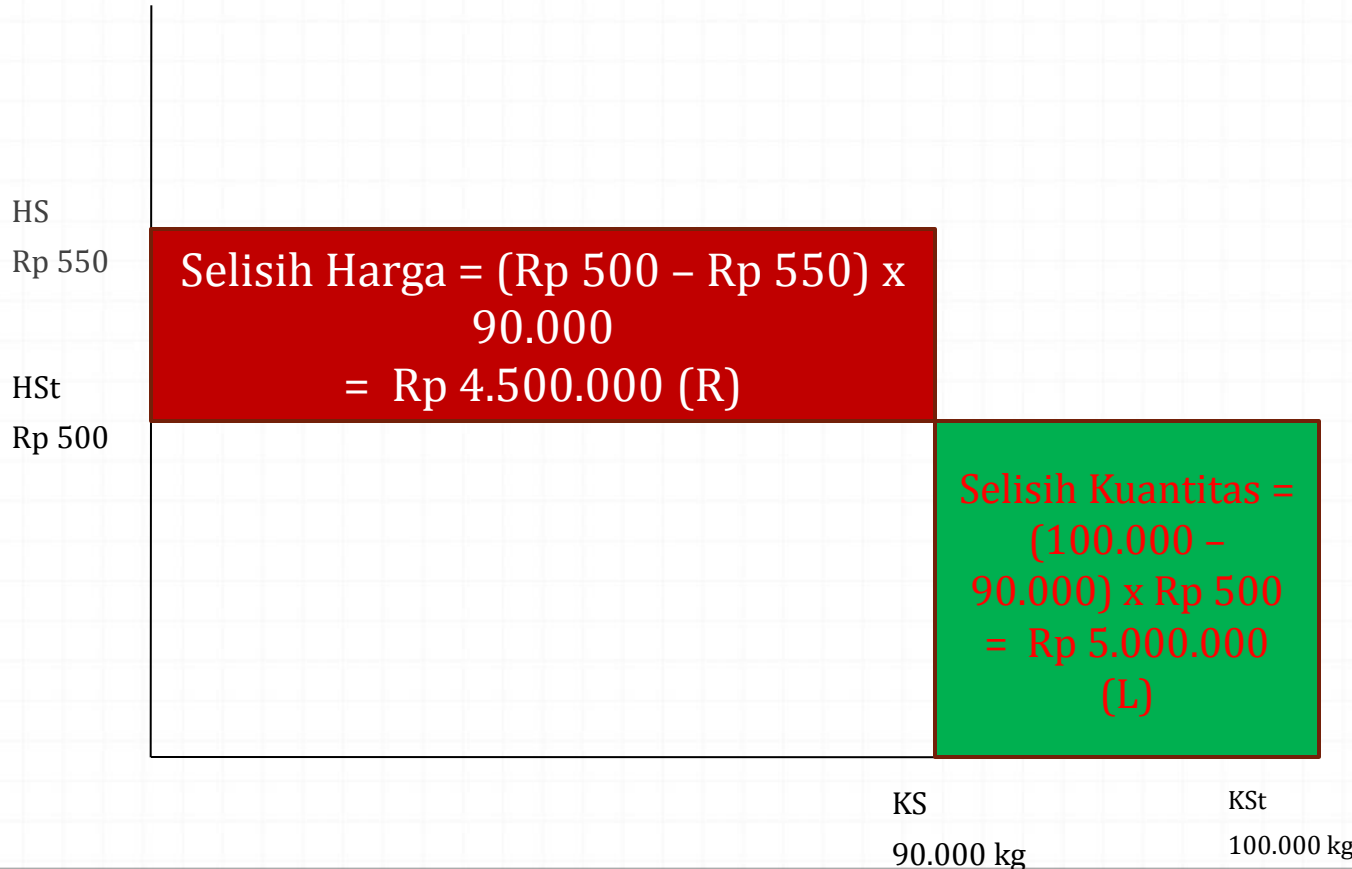 HS
Rp 550
Selisih Harga = (Rp 500 – Rp 550) x
90.000
= Rp 4.500.000 (R)
HSt
Rp 500
Selisih Kuantitas =
(100.000 –
90.000) x Rp 500
= Rp 5.000.000
(L)
KS
90.000 kg
KSt
100.000 kg